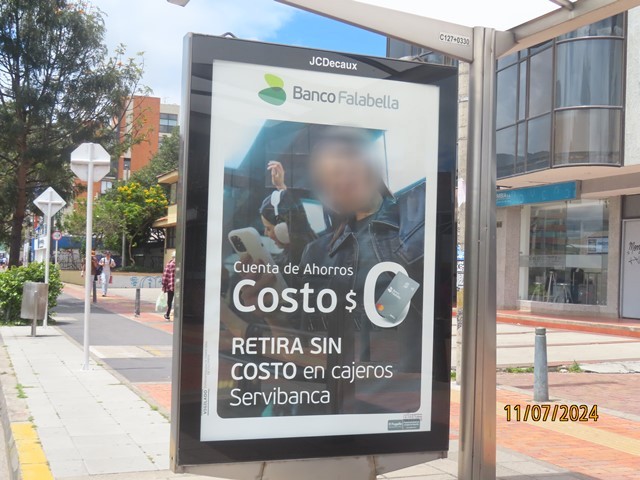 C127+0330
JCDecaux
Banco Falabella
Cuenta de Ahorros
Costo $0
RETIRA SIN
COSTO en cajeros
Servibanca
11/07/2024